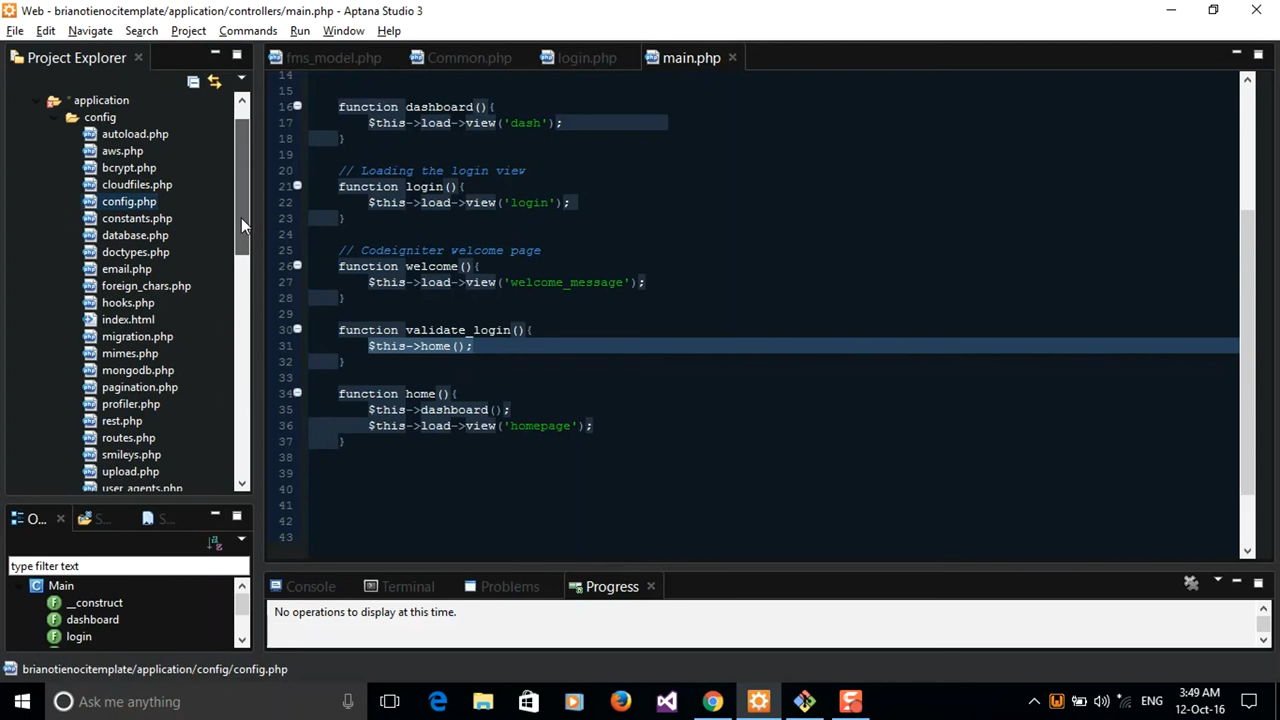 Web - brianotienocitemplate/application/controllers/main.php - Aptana Studio 3
File Edit Navigate Search Project Commands Run Window Help
Project Explorer
fms_model.php Common.php login.php main.php
application
config
autoload.php
aws.php
bcrypt.php
cloudfiles.php
config.php
constants.php
database.php
doctypes.php
email.php
foreign_chars.php
hooks.php
index.html
migration.php
mimes.php
mongodb.php
pagination.php
profiler.php
rest.php
routes.php
smileys.php
upload.php
user_agents.php
14
15
16 function dashboard(){
17 $this->load->view('dash');
18 }
19
20 // Loading the login view
21 function login(){
22 $this->load->view('login');
23 }
24
25 // Codeigniter welcome page
26 function welcome(){
27 $this->load->view('welcome_message');
28 }
29
30 function validate_login(){
31 $this->home();
32 }
33
34 function home(){
35 $this->dashboard();
36 $this->load->view('homepage');
37 }
38
39
40
41
42
43
O... S... S...
type filter text
Main
__construct
dashboard
login
Console Terminal Problems Progress
No operations to display at this time.
brianotienocitemplate/application/config/config.php
Ask me anything
ENG
3:49 AM
12-Oct-16